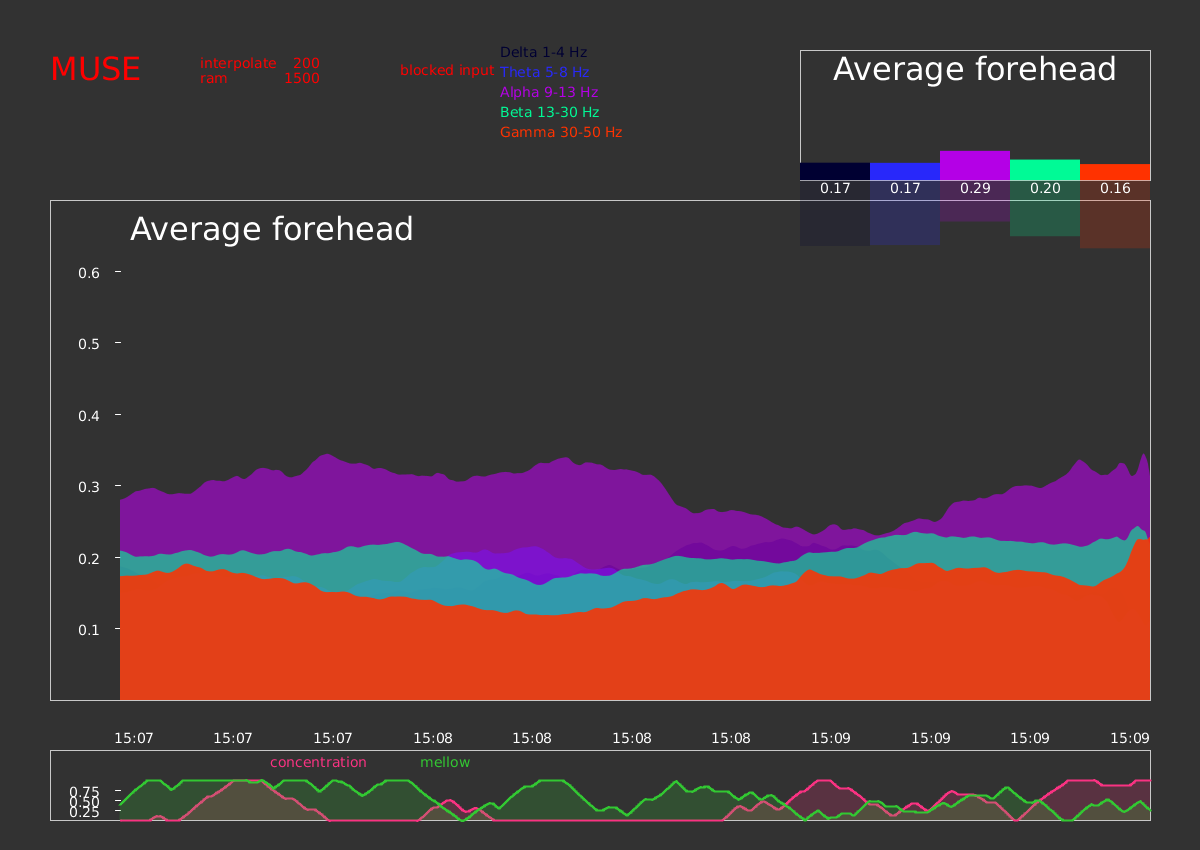 MUSE
interpolate 200
ram 1500
blocked input
Delta 1-4 Hz
Theta 5-8 Hz
Alpha 9-13 Hz
Beta 13-30 Hz
Gamma 30-50 Hz
Average forehead
0.17 0.17 0.29 0.20 0.16
Average forehead
0.6
0.5
0.4
0.3
0.2
0.1
15:07 15:07 15:07 15:08 15:08 15:08 15:08 15:09 15:09 15:09 15:09
concentration mellow
0.75
0.50
0.25